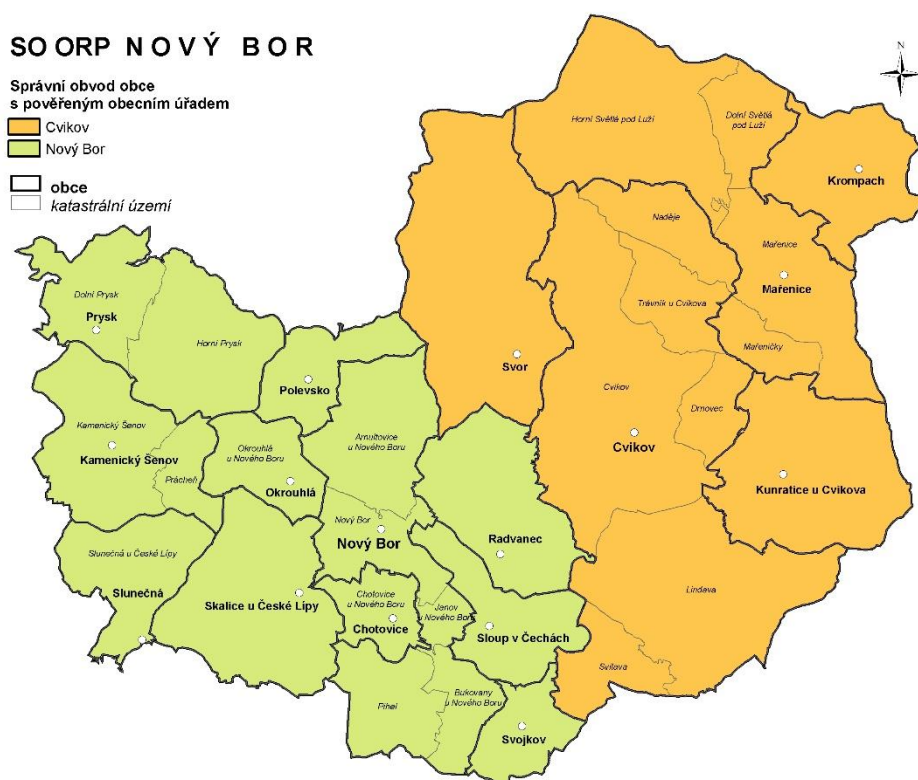 SO ORP NOVÝ BOR
Správní obvod obce
s pověřeným obecním úřadem
Cvikov
Nový Bor
obce
katastrální území
N
Horní Světlá pod Luží
Dolní Světlá
pod Luží
Krompach
Naděje
Mařenice
Mařenice
Trávník u Cvikova
Mařeničky
Dolní Prysk
Prysk
Horní Prysk
Polevsko
Svor
Cvikov
Drnovec
Cvikov
Kunratice u Cvikova
Kamenický Šenov
Kamenický Šenov
Prácheň
Okrouhlá
u Nového Boru
Okrouhlá
Arnultovice
u Nového Boru
Nový Bor
Nový Bor
Radvanec
Slunečná u České Lípy
Slunečná
Skalice u České Lípy
Chotovice
u Nového Boru
Chotovice
Janov
u Nového Boru
Sloup v Čechách
Lindava
Svitava
Pihel
Bukovany
u Nového Boru
Svojkov